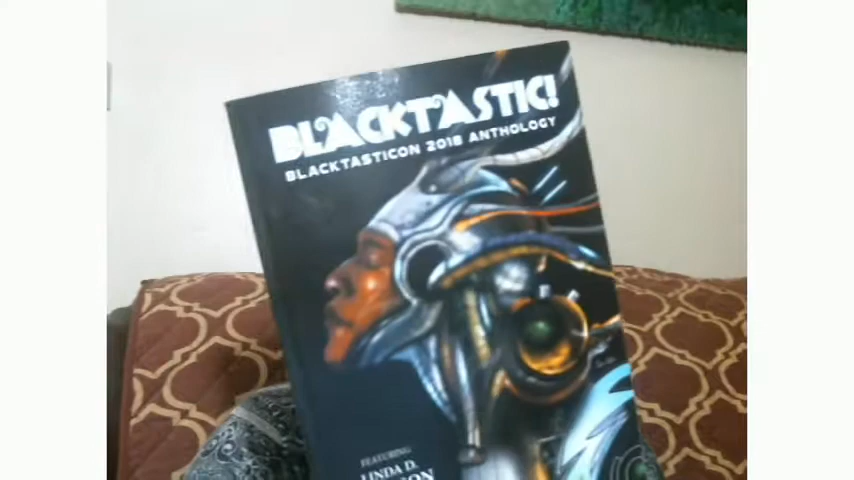 BLACKTASTIC!
BLACKTASTICON 2018 ANTHOLOGY
FEATURING
LINDA D.